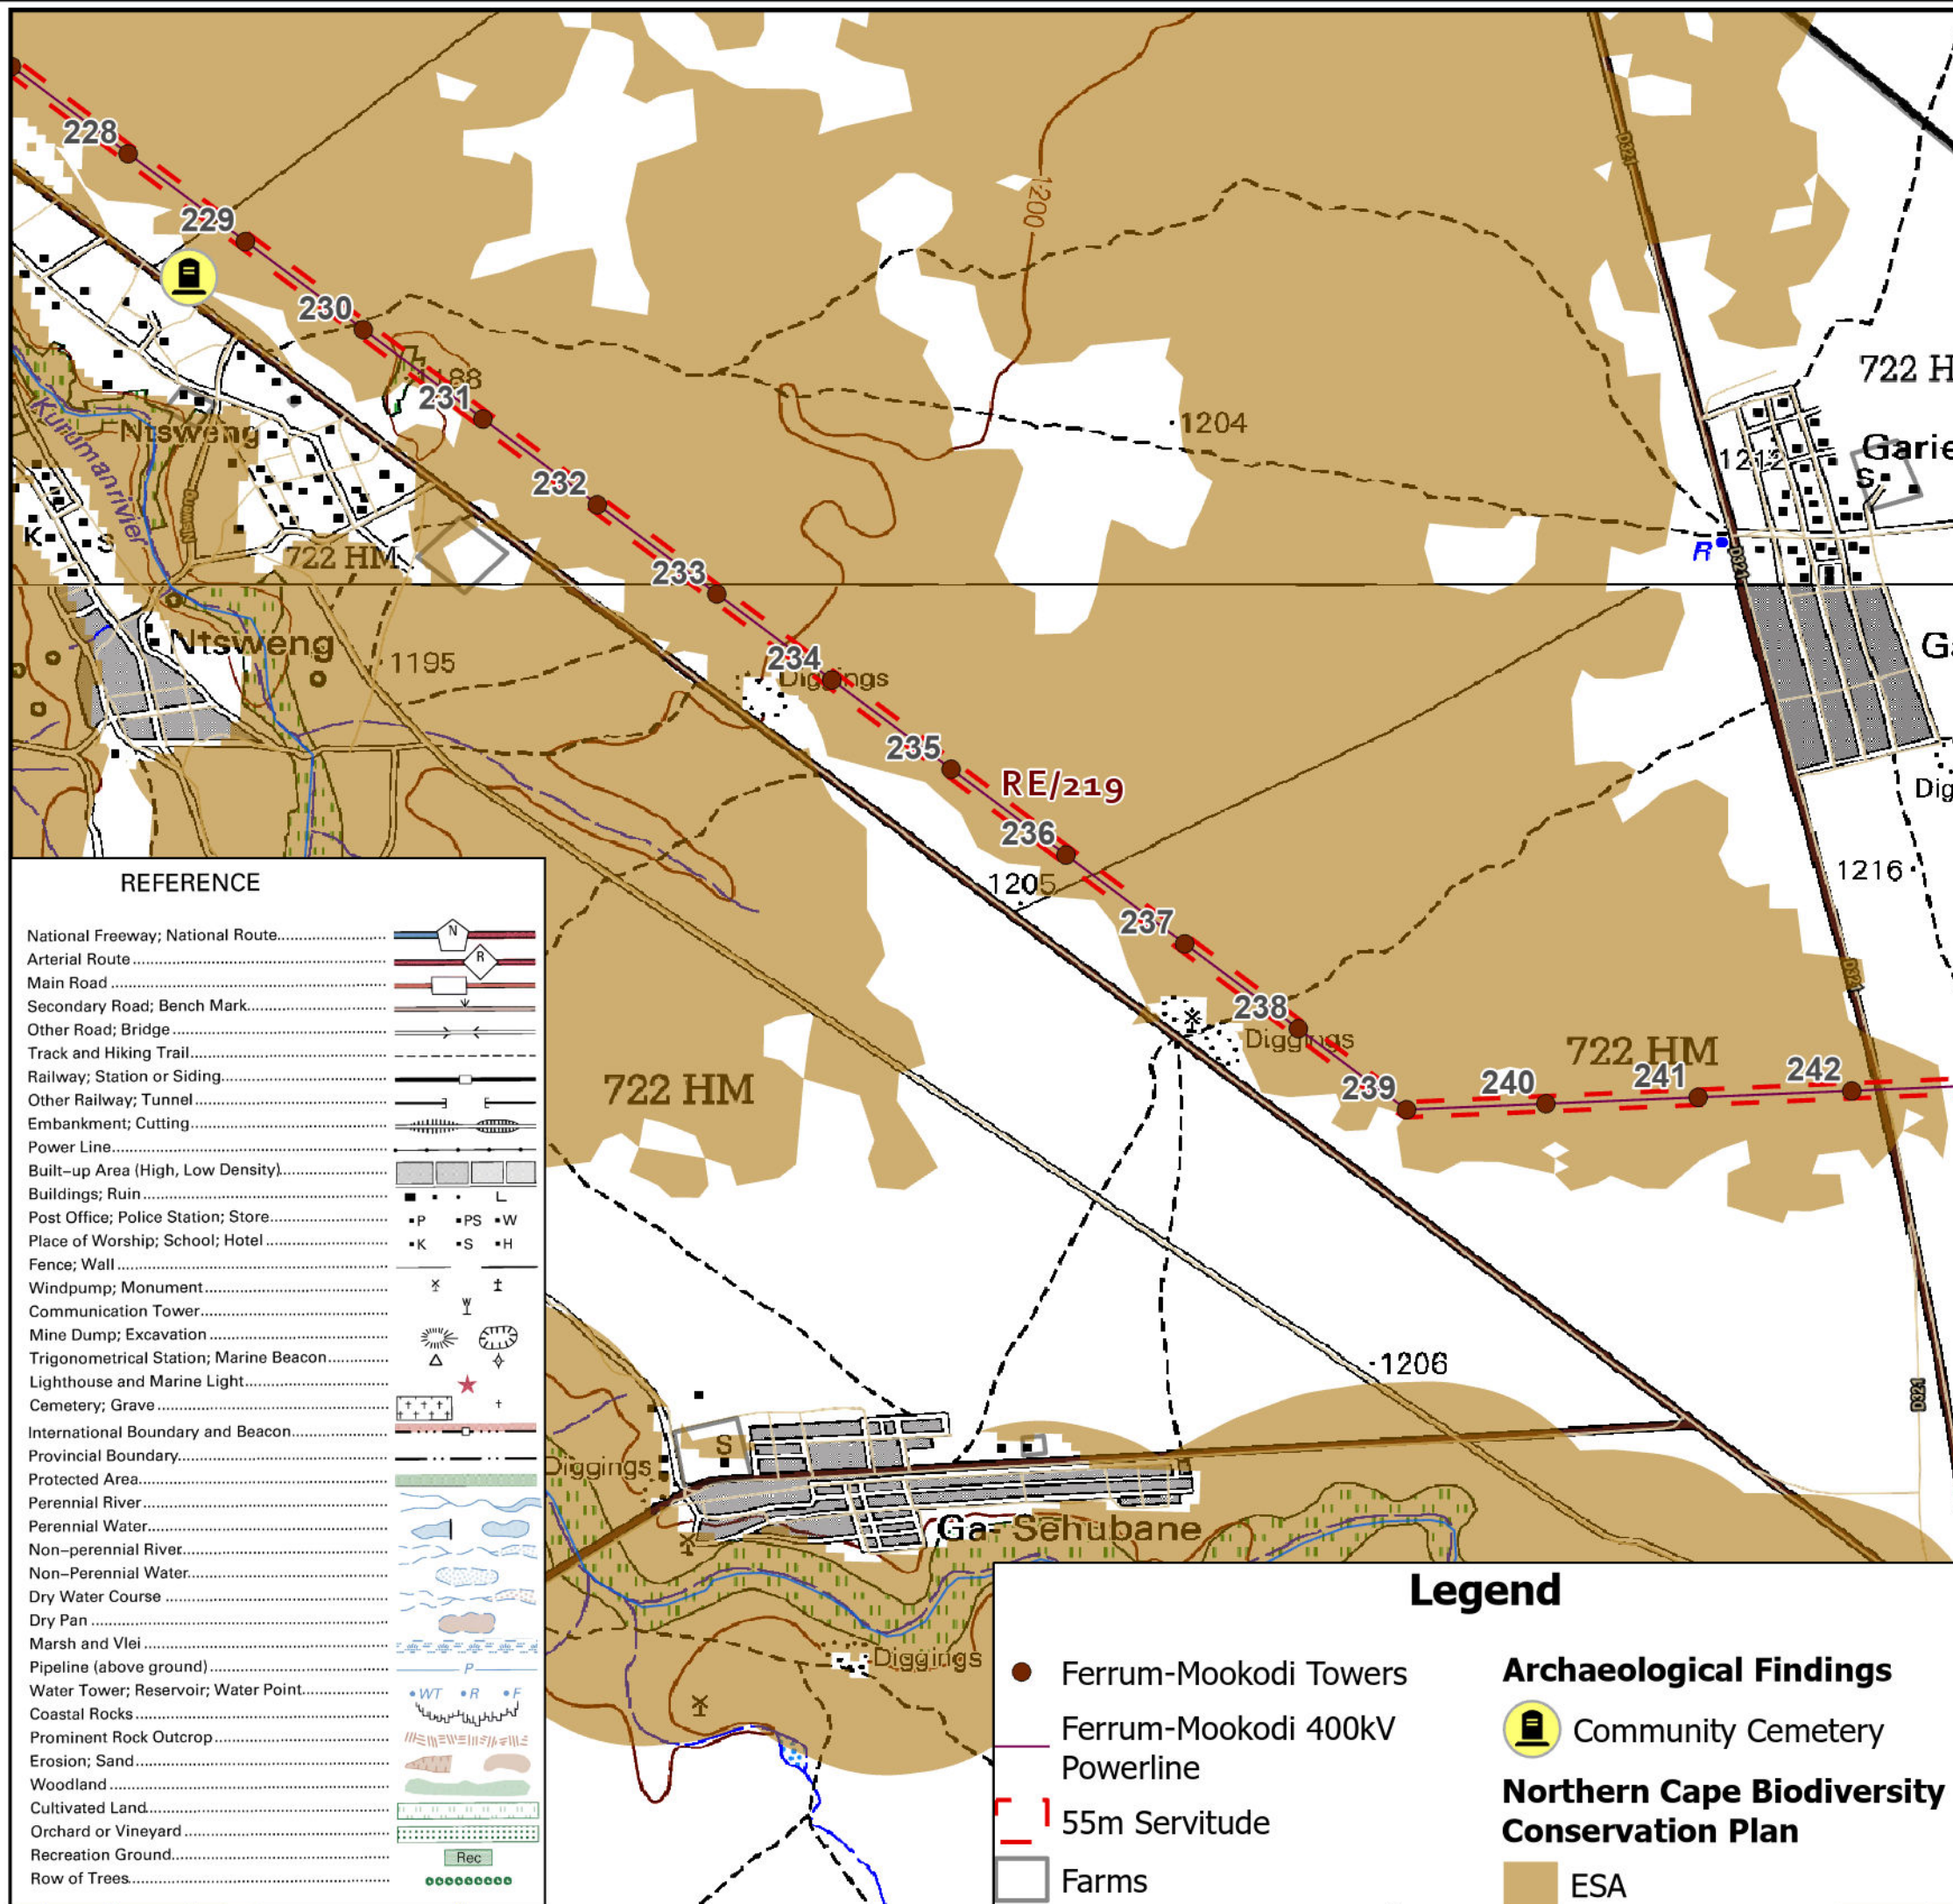 228
229
1200
D321
230
1188
722 H
231
1204
Garie
1212
S
Kurumanrivier
Ntsweng
232
K
S
722 HM
R
D321
233
Ntsweng
G
1195
234
Diggings
235
RE/219
Dig
236
1205
1216
237
D321
238
Diggings
722 HM
239
240
241
242
722 HM
1206
D321
S
Diggings
Ga-Sehubane
Diggings
REFERENCE
National Freeway; National Route
N
Arterial Route
R
Main Road
Secondary Road; Bench Mark
Other Road; Bridge
Track and Hiking Trail
Railway; Station or Siding
Other Railway; Tunnel
Embankment; Cutting
Power Line
Built-up Area (High, Low Density)
Buildings; Ruin
Post Office; Police Station; Store
P PS W
Place of Worship; School; Hotel
K S H
Fence; Wall
Windpump; Monument
Communication Tower
Mine Dump; Excavation
Trigonometrical Station; Marine Beacon
Lighthouse and Marine Light
Cemetery; Grave
International Boundary and Beacon
Provincial Boundary
Protected Area
Perennial River
Perennial Water
Non-perennial River
Non-Perennial Water
Dry Water Course
Dry Pan
Marsh and Vlei
Pipeline (above ground)
P
Water Tower; Reservoir; Water Point
WT R F
Coastal Rocks
Prominent Rock Outcrop
Erosion; Sand
Woodland
Cultivated Land
Orchard or Vineyard
Recreation Ground
Rec
Row of Trees
Legend
Ferrum-Mookodi Towers
Ferrum-Mookodi 400kV
Powerline
55m Servitude
Farms
Archaeological Findings
Community Cemetery
Northern Cape Biodiversity
Conservation Plan
ESA